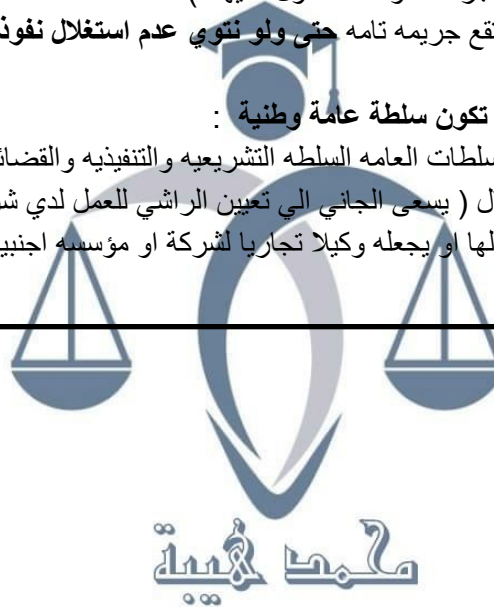 تقع جريمه تامه حتى ولو نتوي عدم استغلال نفوذ
تكون سلطة عامة وطنية :
سلطات العامه السلطه التشريعيه والتنفيذيه والقضائ
ل ( يسعى الجاني الي تعيين الراشي للعمل لدي ش
لها او يجعله وكيلا تجاريا لشركة او مؤسسه اجنبي
محمد هيبة